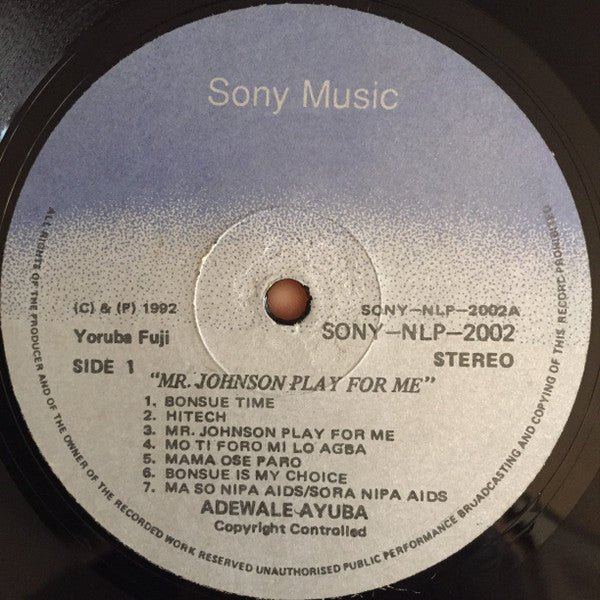 Sony Music
(C) & (P) 1992
SONY-NLP-2002A
Yoruba Fuji
SONY-NLP-2002
SIDE 1
STEREO
"MR. JOHNSON PLAY FOR ME"
1. BONSUE TIME
2. HITECH
3. MR. JOHNSON PLAY FOR ME
4. MO TI FORO MI LO AGBA
5. MAMA OSE PARO
6. BONSUE IS MY CHOICE
7. MA SO NIPA AIDS/SORA NIPA AIDS
ADEWALE AYUBA
Copyright Controlled
ALL RIGHTS OF THE PRODUCER AND OF THE OWNER OF THE RECORDED WORK RESERVED UNAUTHORISED PUBLIC PERFORMANCE BROADCASTING AND COPYING OF THIS RECORD PROHIBITED